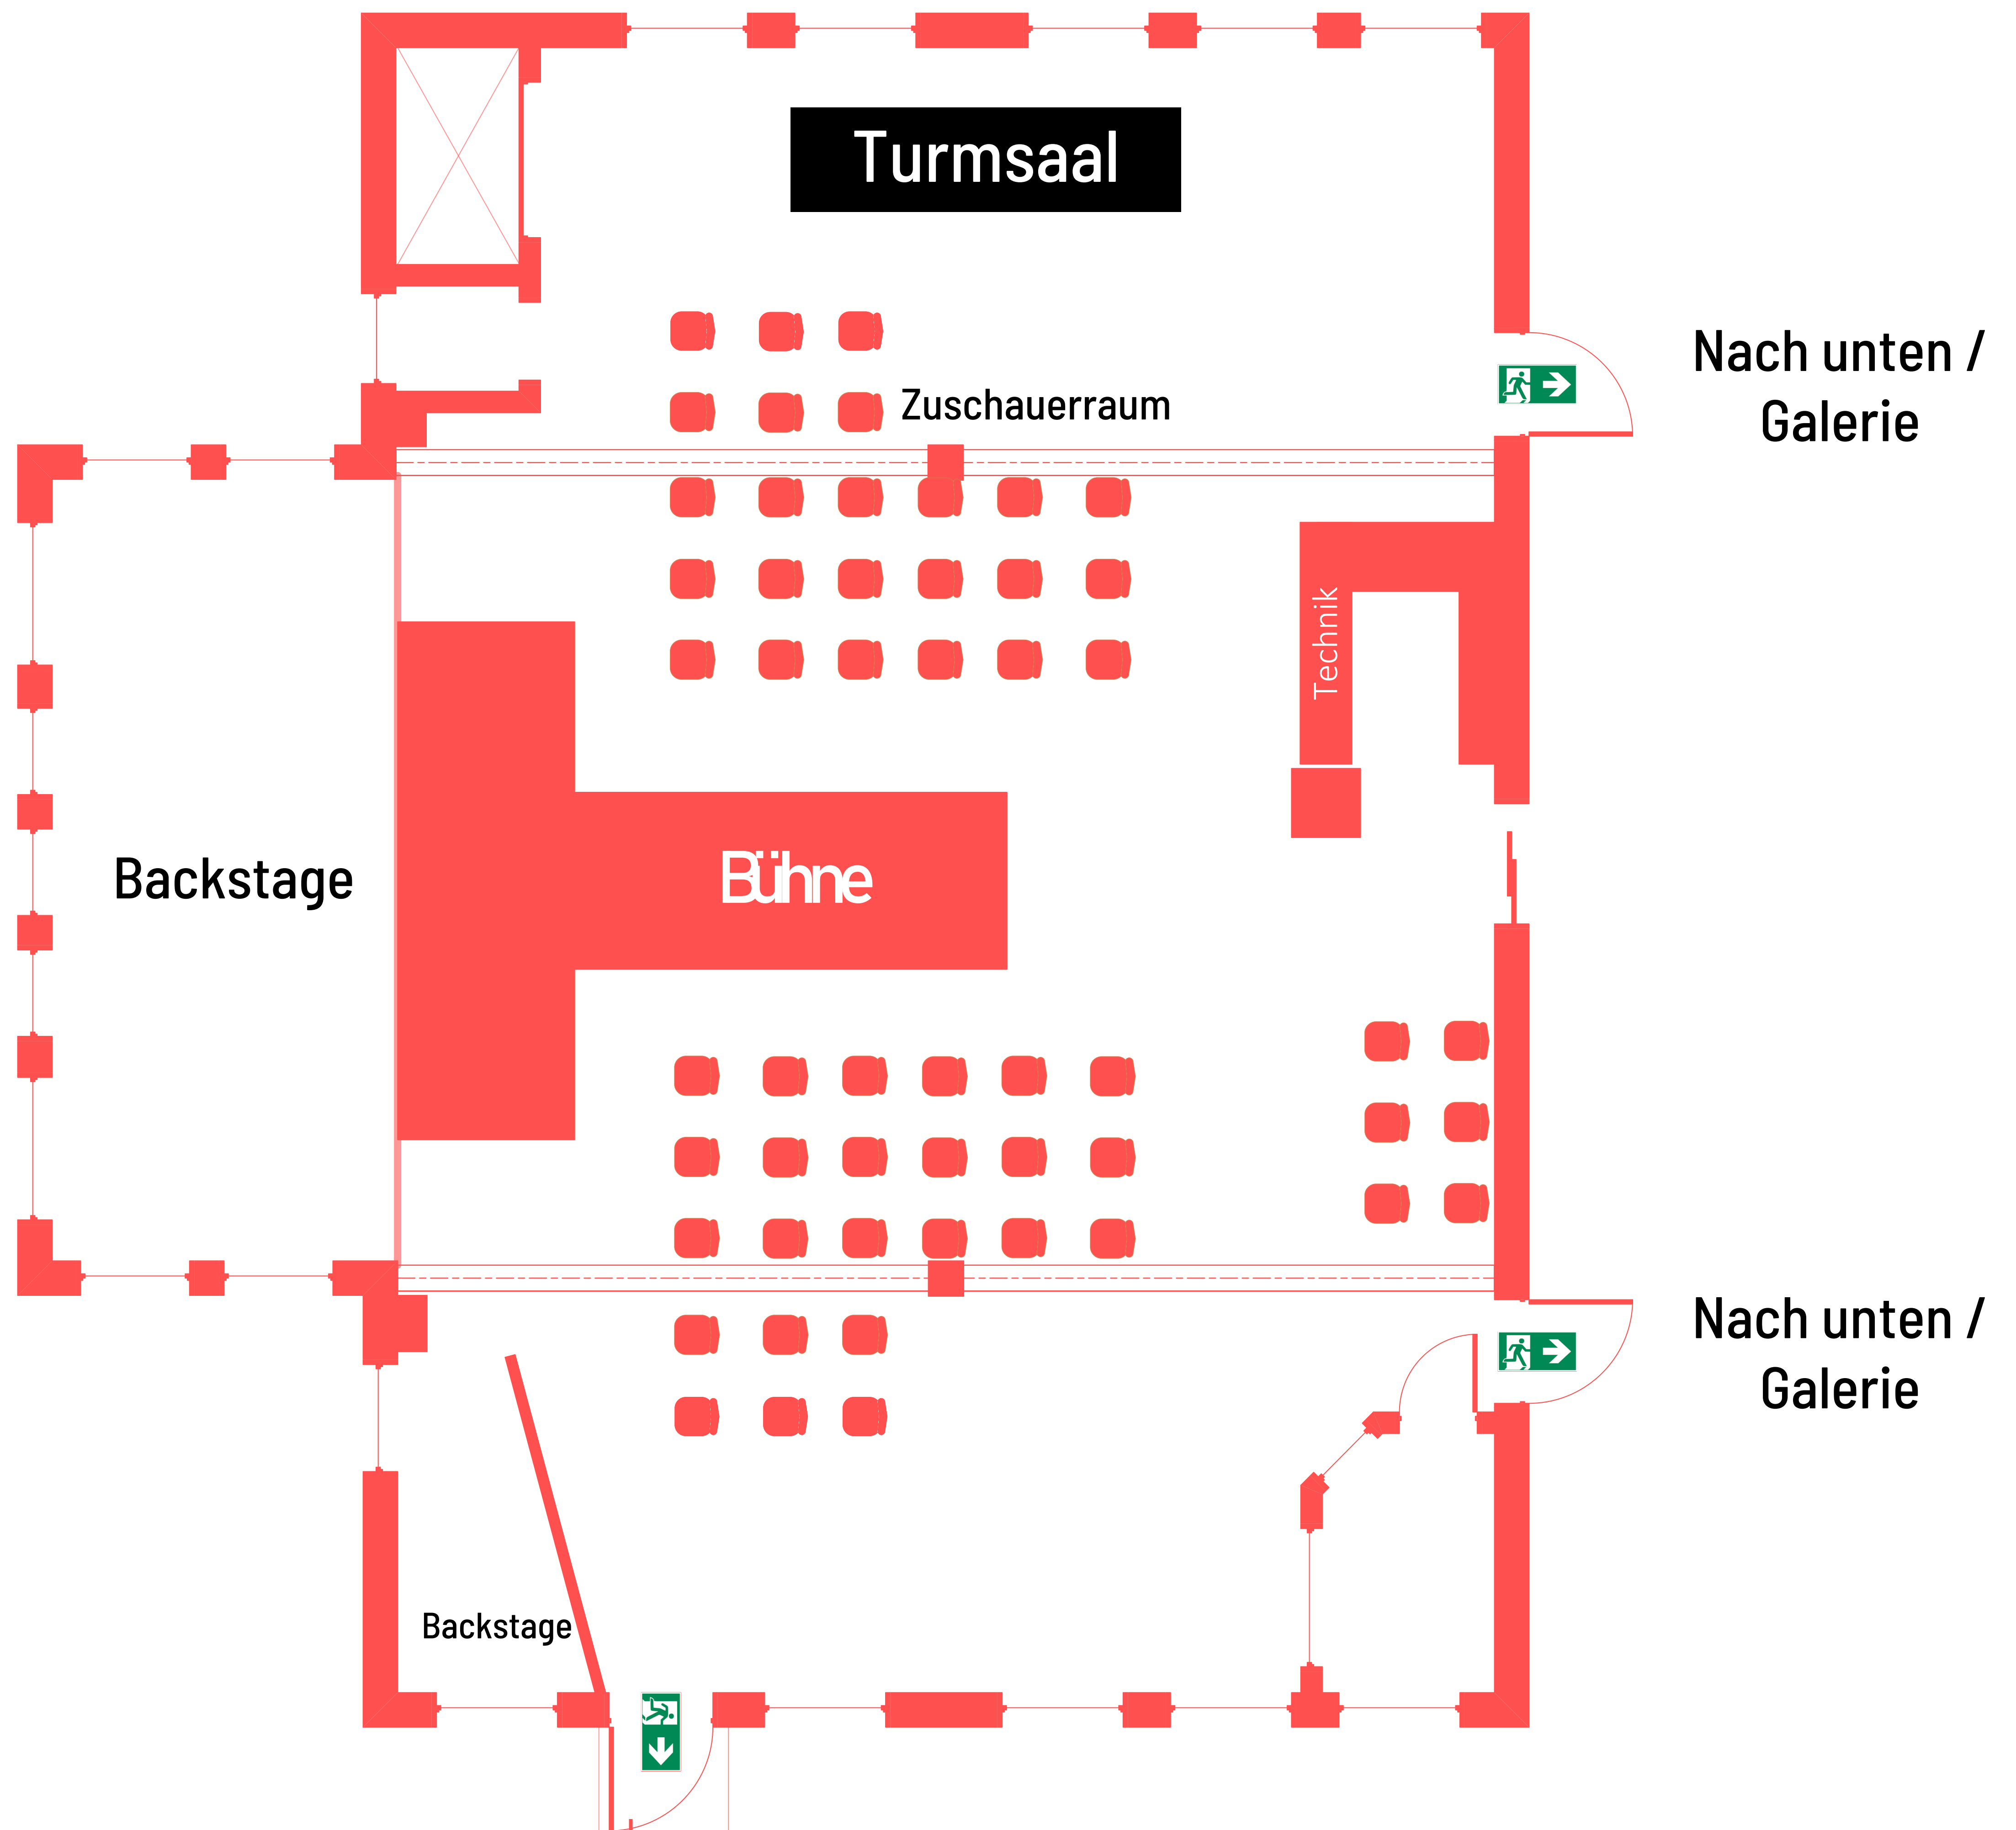 Turmsaal
Nach unten /
Galerie
Zuschauerraum
Technik
Backstage
Bühne
Nach unten /
Galerie
Backstage